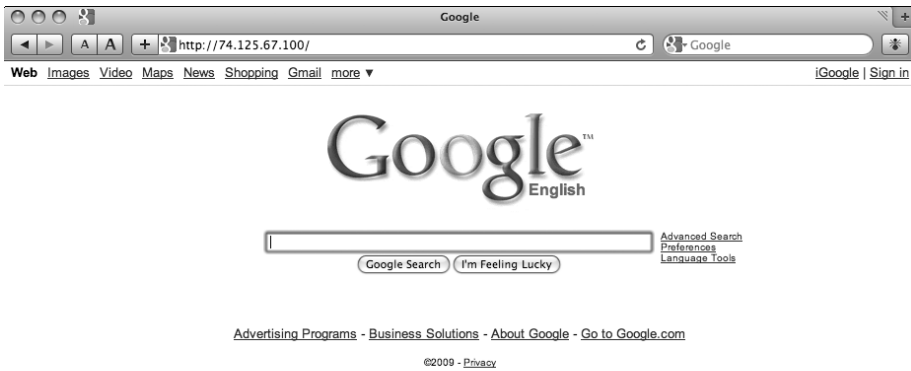 Google
A A + http://74.125.67.100/ Google
Web Images Video Maps News Shopping Gmail more ▼ iGoogle | Sign in
Google™
English
Advanced Search
Preferences
Language Tools
Google Search I'm Feeling Lucky
Advertising Programs - Business Solutions - About Google - Go to Google.com
©2009 - Privacy